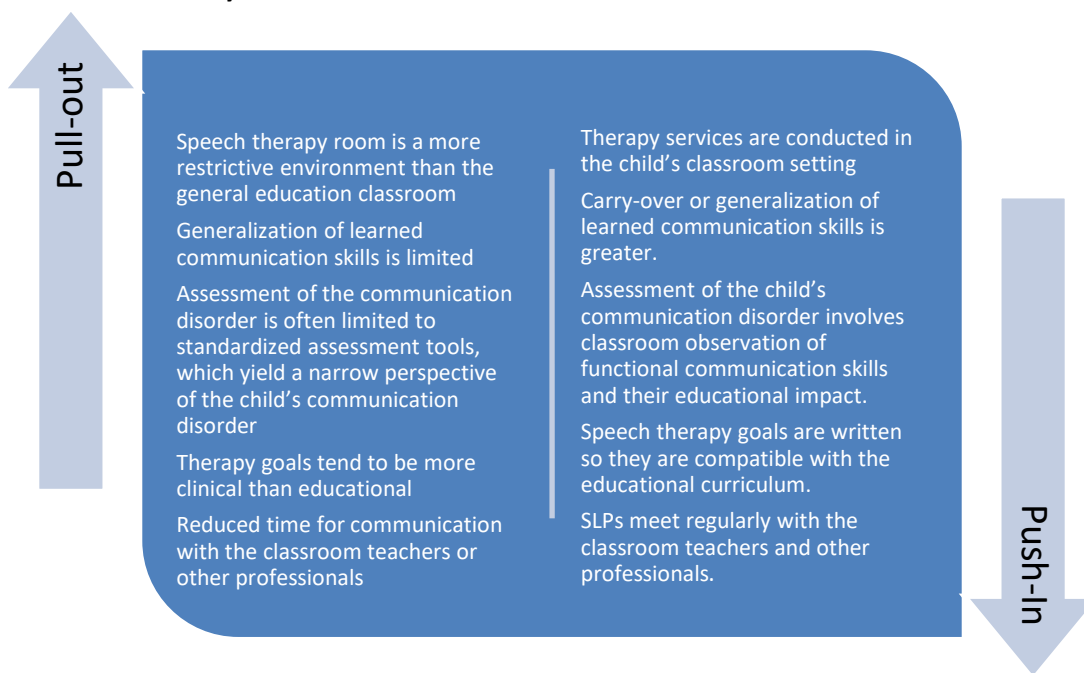 Pull-out
Speech therapy room is a more
restrictive environment than the
general education classroom
Generalization of learned
communication skills is limited
Assessment of the communication
disorder is often limited to
standardized assessment tools,
which yield a narrow perspective
of the child’s communication
disorder
Therapy goals tend to be more
clinical than educational
Reduced time for communication
with the classroom teachers or
other professionals
Therapy services are conducted in
the child’s classroom setting
Carry-over or generalization of
learned communication skills is
greater.
Assessment of the child’s
communication disorder involves
classroom observation of
functional communication skills
and their educational impact.
Speech therapy goals are written
so they are compatible with the
educational curriculum.
SLPs meet regularly with the
classroom teachers and other
professionals.
Push-In